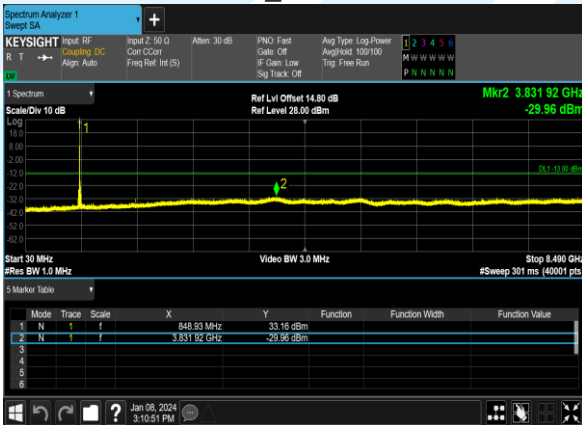 Spectrum Analyzer 1
Swept SA
KEYSIGHT Input: RF Input Z: 50 Ω Atten: 30 dB PNO: Fast Avg Type: Log-Power 1 2 3 4 5 6
R T Coupling: DC Corr CCorr Gate: Off Avg|Hold: 100/100 M W W W W W
Align: Auto Freq Ref: Int (S) IF Gain: Low Trig: Free Run
LXI Sig Track: Off P N N N N N
1 Spectrum Ref Lvl Offset 14.80 dB Mkr2 3.831 92 GHz
Scale/Div 10 dB Ref Level 28.00 dBm -29.96 dBm
Log
18.0
8.00
-2.00
-12.0
-22.0
-32.0
-42.0
-52.0
-62.0
1
2
DL1 -13.00 dBm
Start 30 MHz Video BW 3.0 MHz Stop 8.490 GHz
#Res BW 1.0 MHz #Sweep 301 ms (40001 pts
5 Marker Table
Mode Trace Scale X Y Function Function Width Function Value
1 N 1 f 848.93 MHz 33.16 dBm
2 N 1 f 3.831 92 GHz -29.96 dBm
3
4
5
6
? Jan 08, 2024
3:10:51 PM